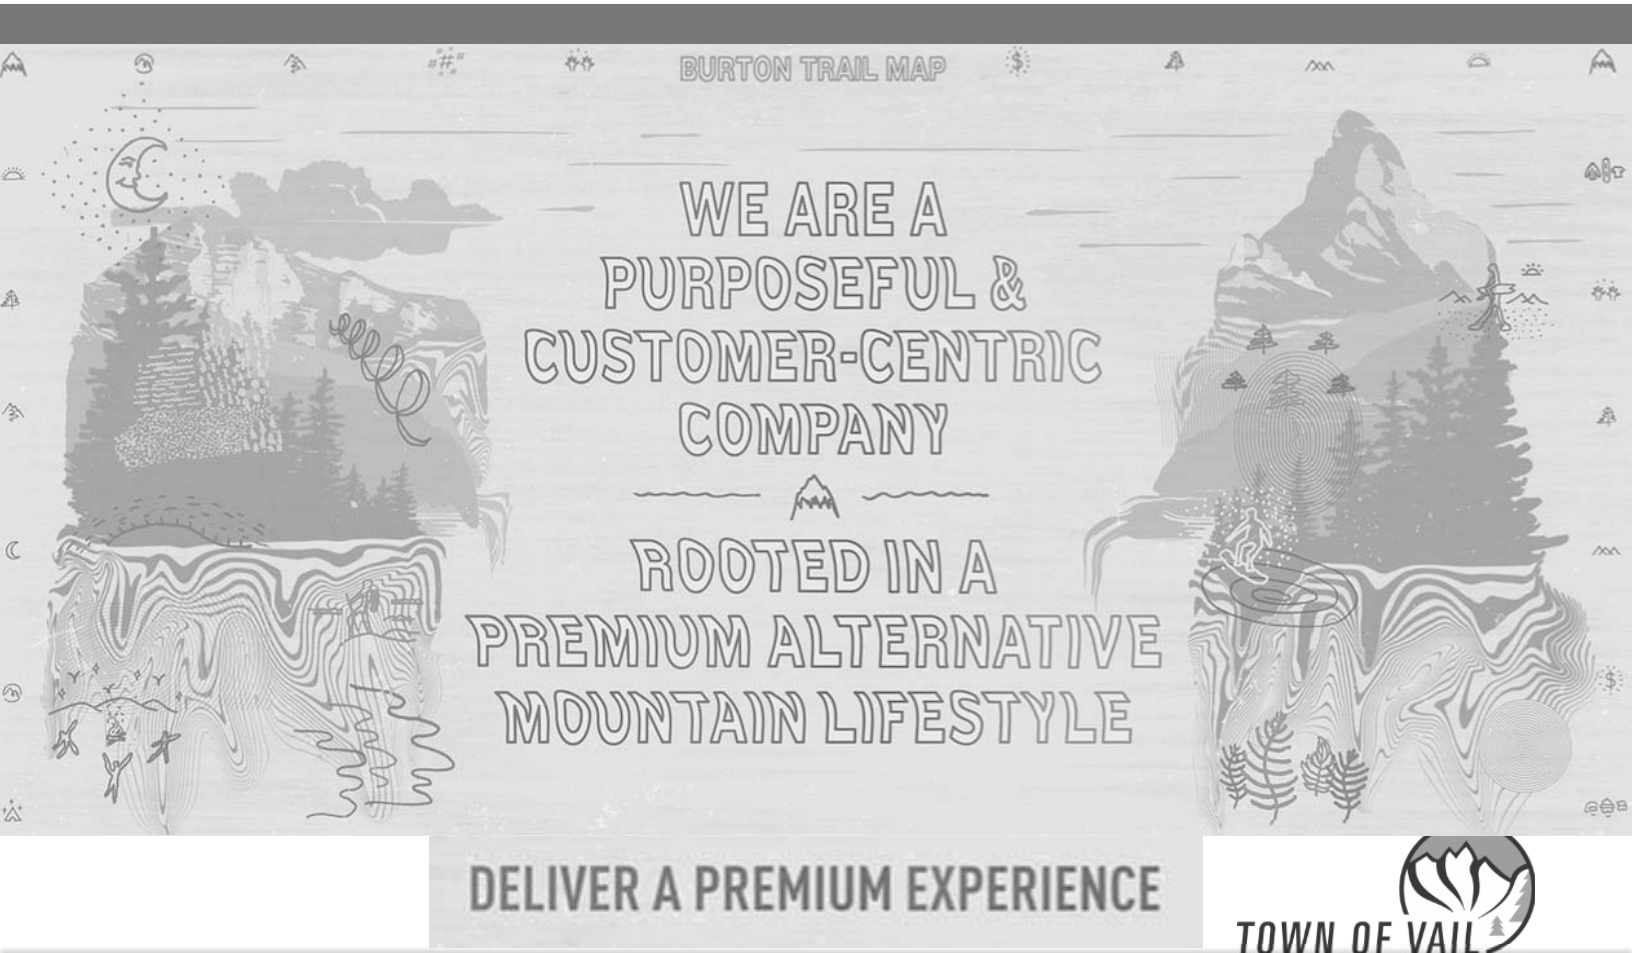 BURTON TRAIL MAP
WE ARE A
PURPOSEFUL &
CUSTOMER-CENTRIC
COMPANY
ROOTED IN A
PREMIUM ALTERNATIVE
MOUNTAIN LIFESTYLE
DELIVER A PREMIUM EXPERIENCE
TOWN OF VAIL